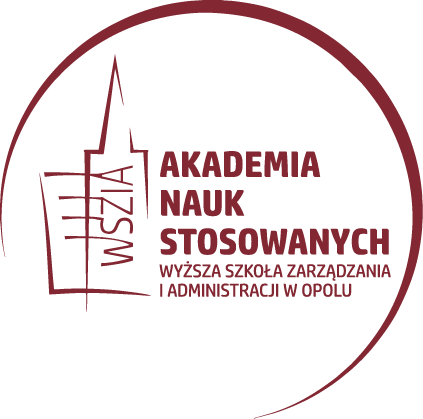 WSZIA
AKADEMIA
NAUK
STOSOWANYCH
WYŻSZA SZKOŁA ZARZĄDZANIA
I ADMINISTRACJI W OPOLU